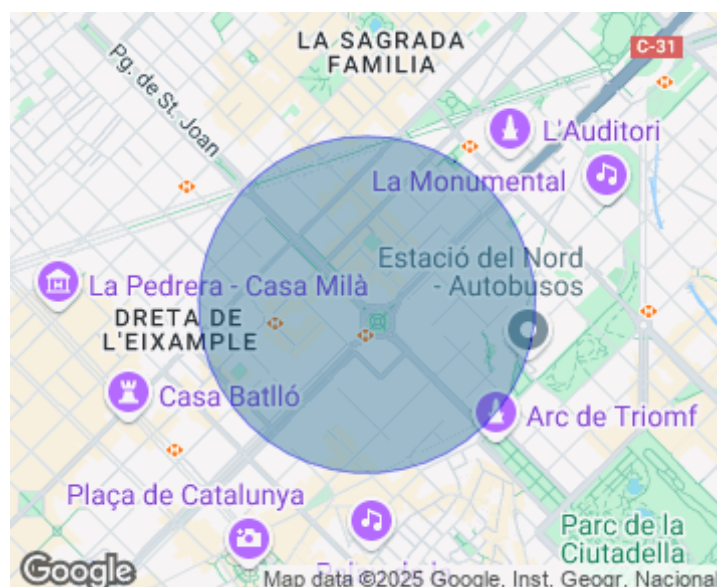 LA SAGRADA
FAMILIA
C-31
Pg. de St. Joan
L'Auditori
La Monumental
Estació del Nord
- Autobusos
La Pedrera - Casa Milà
DRETA DE
L'EIXAMPLE
Casa Batlló
Arc de Triomf
Plaça de Catalunya
Parc de la
Ciutadella
Google
Map data ©2025 Google, Inst. Geogr. Nacional